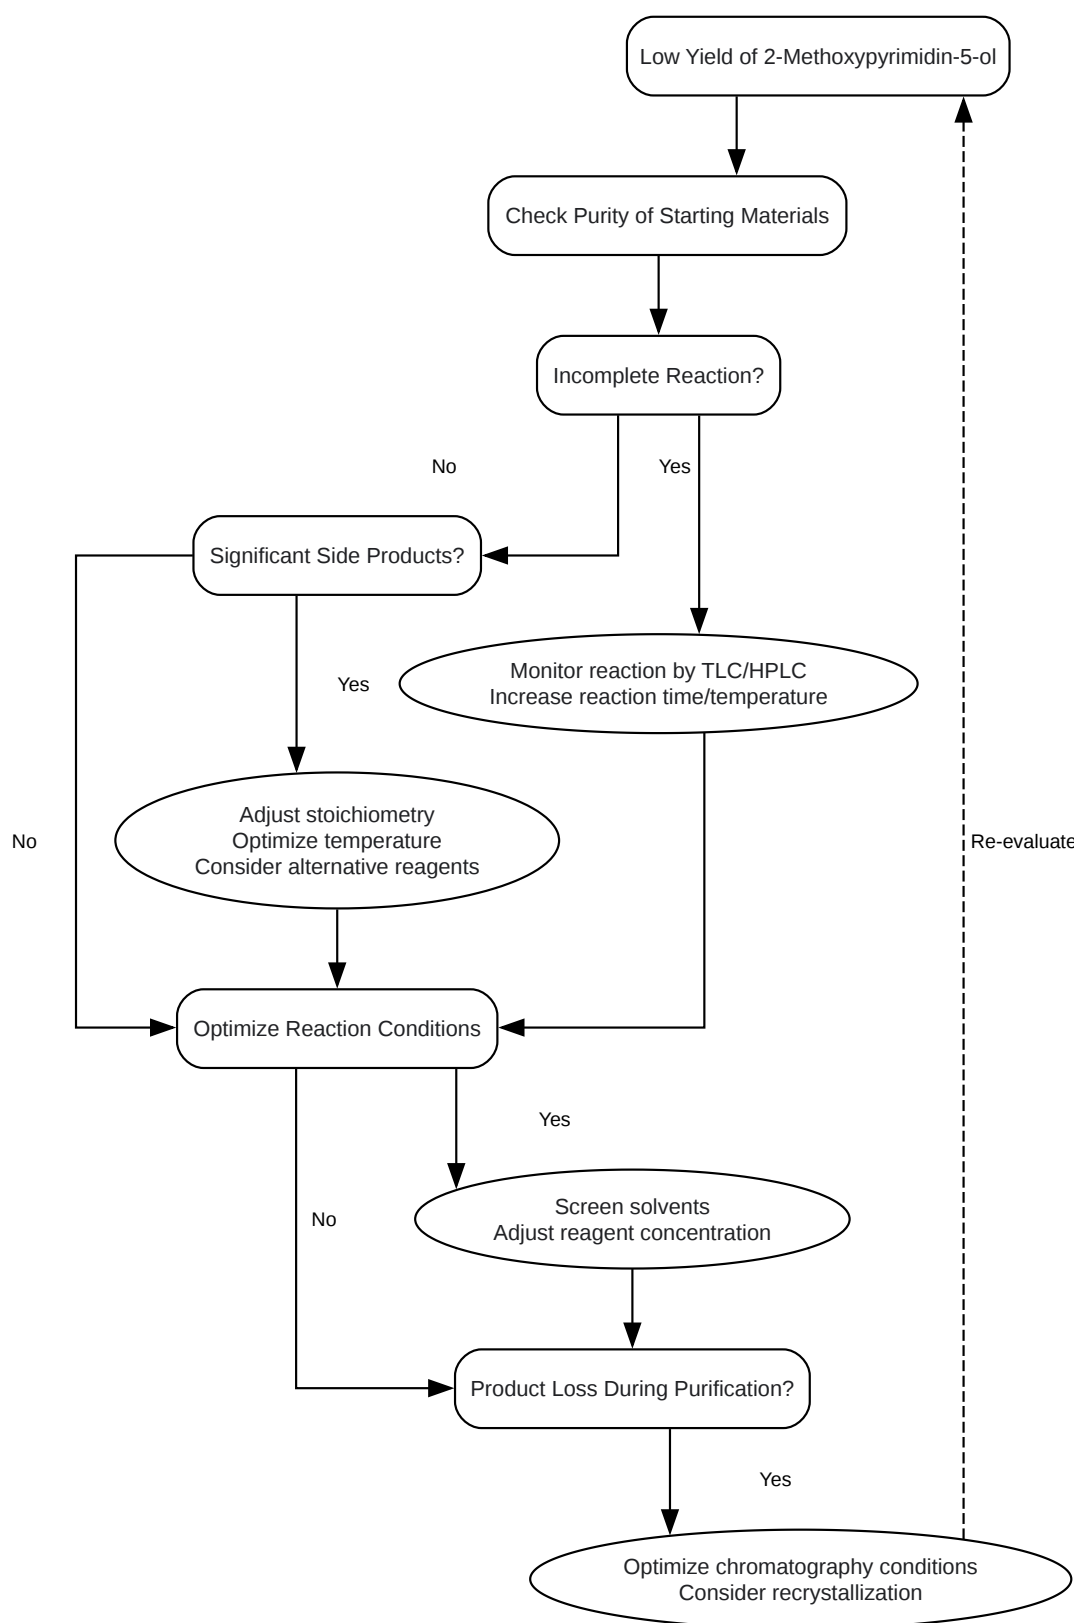 Low Yield of 2-Methoxypyrimidin-5-ol
Check Purity of Starting Materials
Incomplete Reaction?
No
Yes
Significant Side Products?
Monitor reaction by TLC/HPLC
Increase reaction time/temperature
Yes
Adjust stoichiometry
Optimize temperature
Consider alternative reagents
No
Re-evaluate
Optimize Reaction Conditions
Yes
Screen solvents
Adjust reagent concentration
No
Product Loss During Purification?
Yes
Optimize chromatography conditions
Consider recrystallization